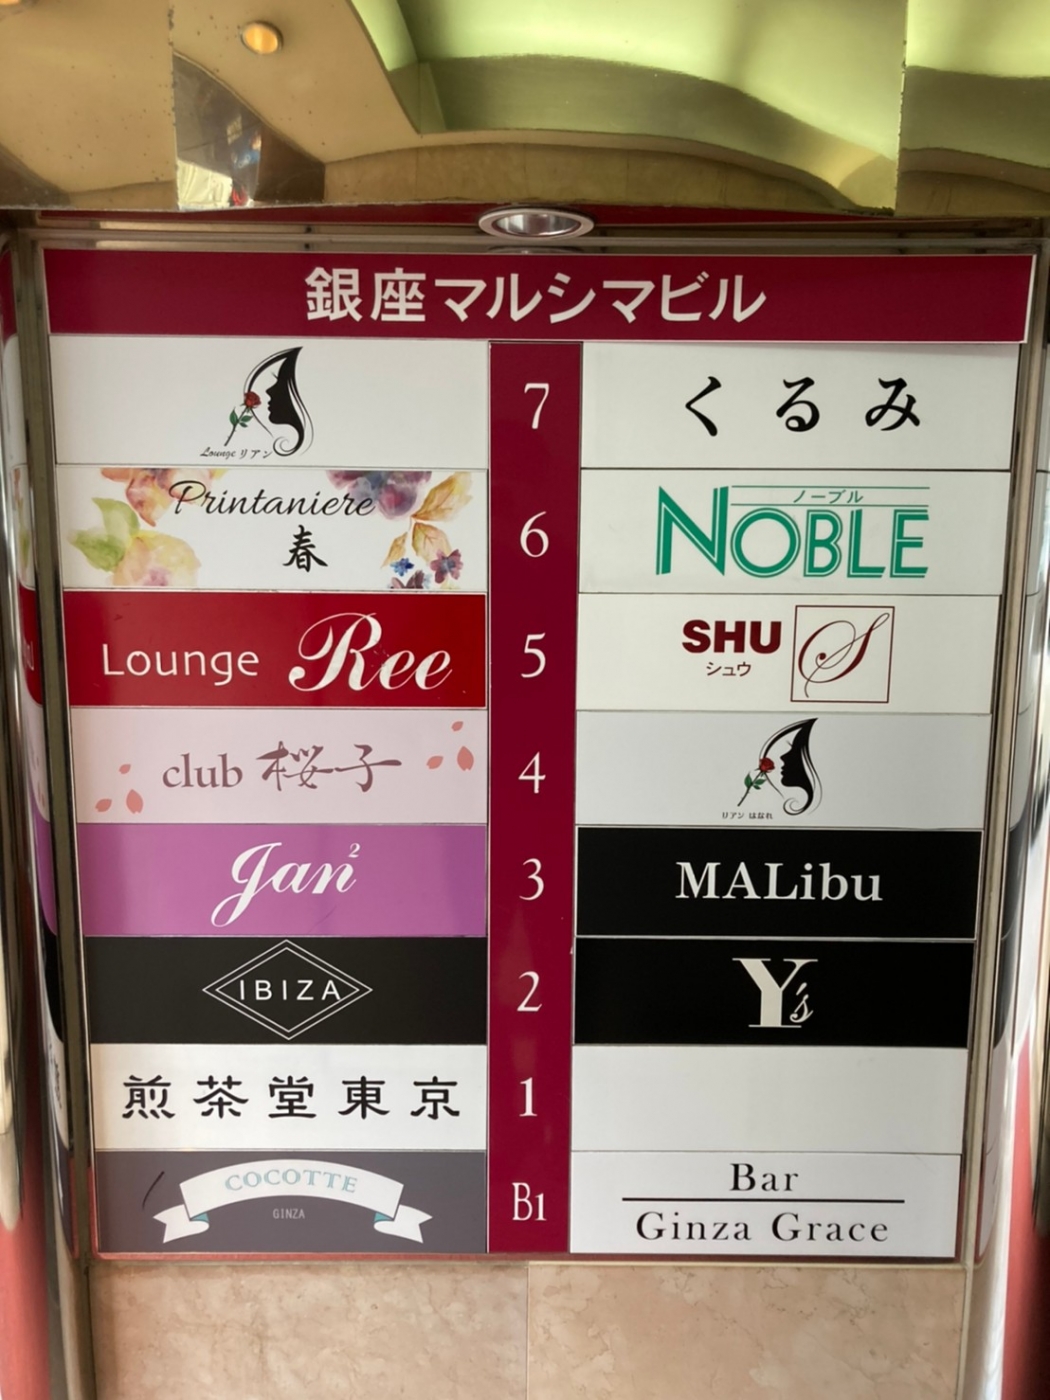 銀座マルシマビル
Lounge リアン
7
くるみ
Printaniere
春
6
ノーブル
NOBLE
Lounge Ree
5
SHU
シュウ
S
club 桜子
4
リアン はなれ
Jan²
3
MALibu
IBIZA
2
Y's
煎茶堂東京
1
COCOTTE
GINZA
B1
Bar
Ginza Grace